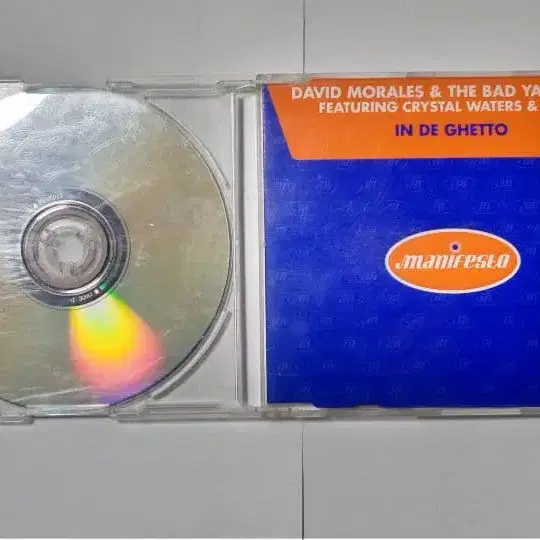 DAVID MORALES & THE BAD YA
FEATURING CRYSTAL WATERS &
IN DE GHETTO
manifesto